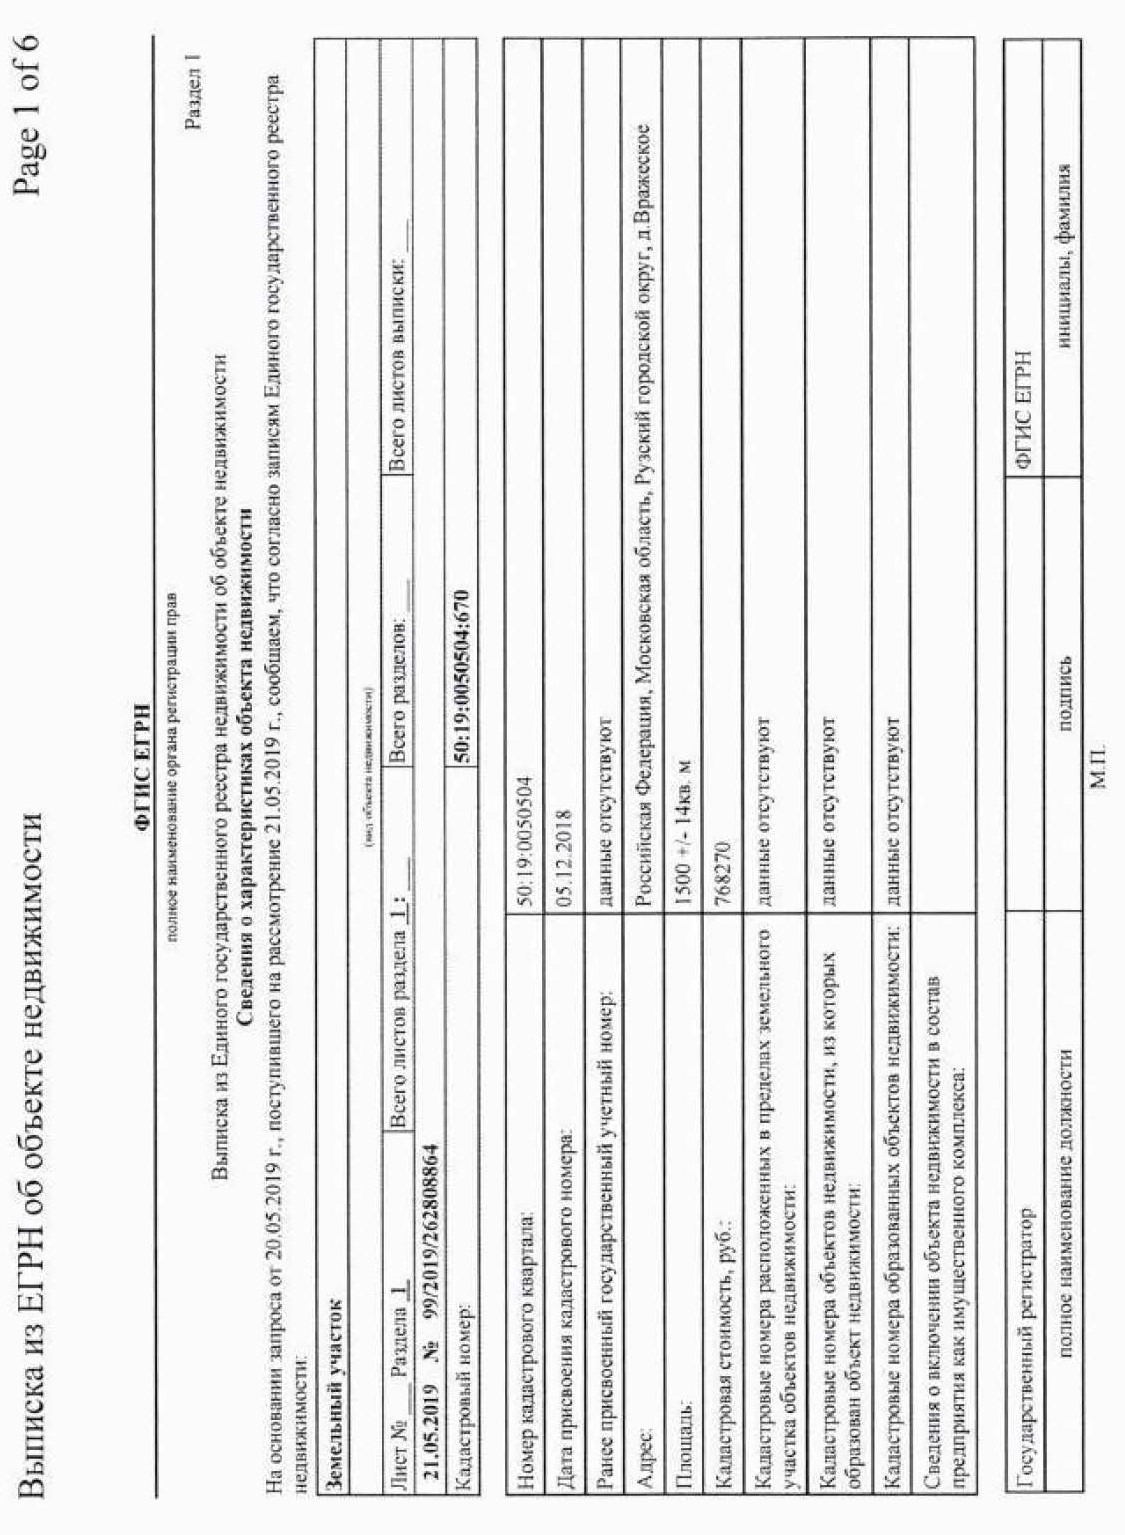 Выписка из ЕГРН об объекте недвижимости Page 1 of 6
ФГИС ЕГРН
полное наименование органа регистрации прав
Раздел 1
Выписка из Единого государственного реестра недвижимости об объекте недвижимости
Сведения о характеристиках объекта недвижимости
На основании запроса от 20.05.2019 г., поступившего на рассмотрение 21.05.2019 г., сообщаем, что согласно записям Единого государственного реестра
недвижимости:
Земельный участок
(вид объекта недвижимости)
Лист № ___ Раздела 1 Всего листов раздела 1 : ___ Всего разделов: ___ Всего листов выписки: ___
21.05.2019 № 99/2019/262808864
Кадастровый номер: 50:19:0050504:670
Номер кадастрового квартала: 50:19:0050504
Дата присвоения кадастрового номера: 05.12.2018
Ранее присвоенный государственный учетный номер: данные отсутствуют
Адрес: Российская Федерация, Московская область, Рузский городской округ, д.Вражеское
Площадь: 1500 +/- 14кв. м
Кадастровая стоимость, руб.: 768270
Кадастровые номера расположенных в пределах земельного данные отсутствуют
участка объектов недвижимости:
Кадастровые номера объектов недвижимости, из которых данные отсутствуют
образован объект недвижимости:
Кадастровые номера образованных объектов недвижимости: данные отсутствуют
Сведения о включении объекта недвижимости в состав
предприятия как имущественного комплекса:
Государственный регистратор ФГИС ЕГРН
полное наименование должности подпись инициалы, фамилия
М.П.